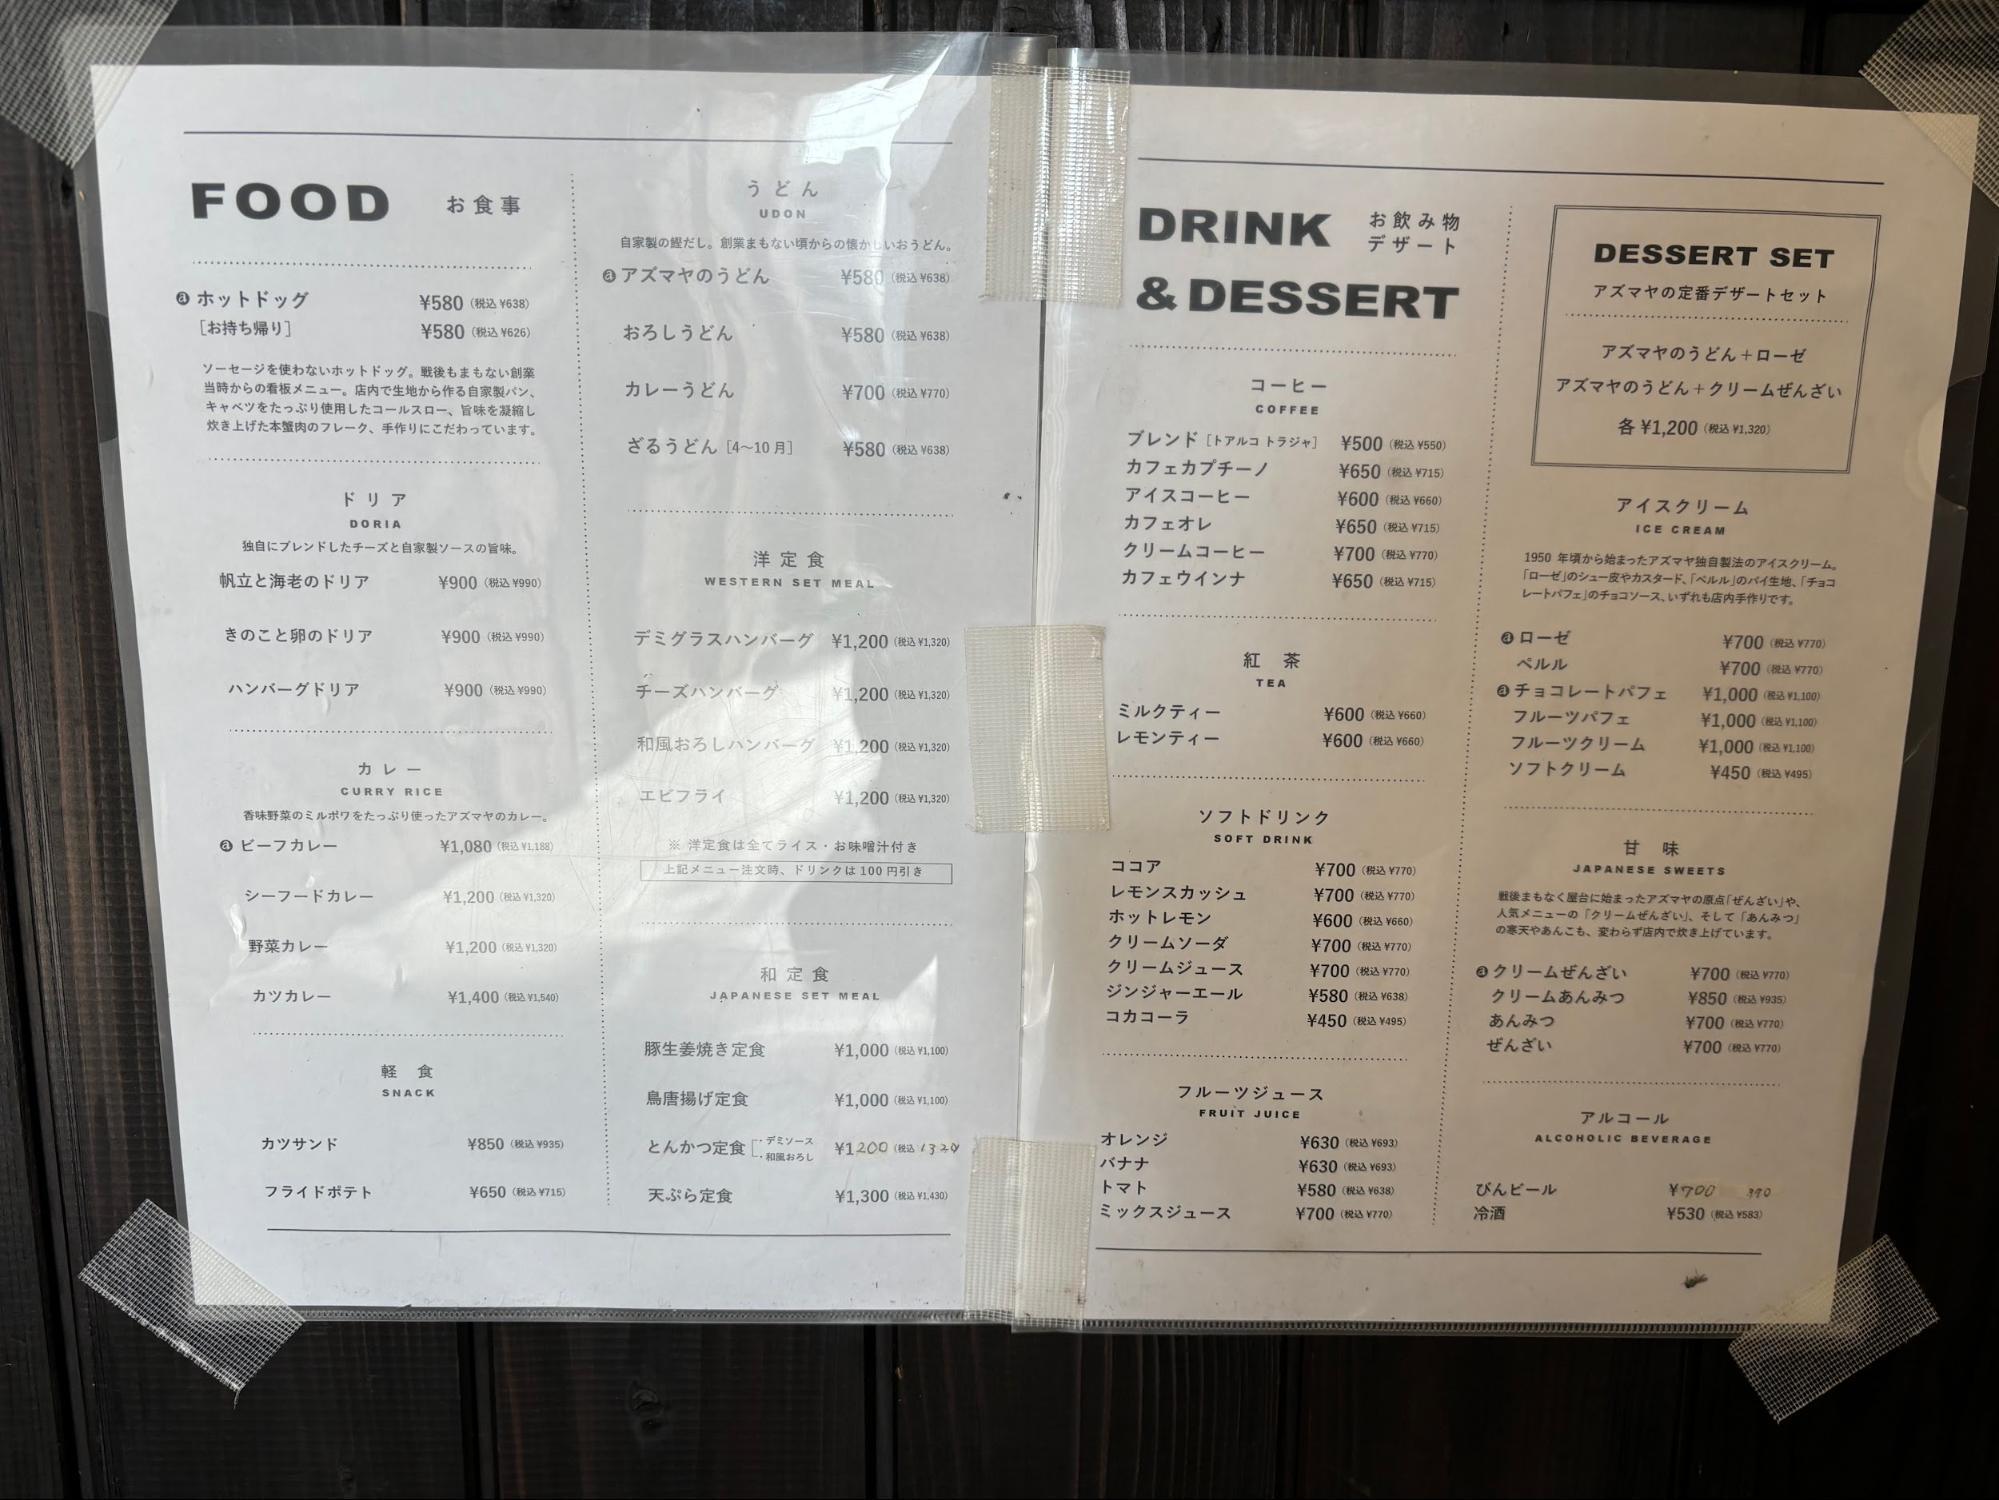 FOOD お食事
ⓐ ホットドッグ ¥580（税込 ¥638）
［お持ち帰り］ ¥580（税込 ¥626）
ソーセージを使わないホットドッグ。戦後もまもない創業
当時からの看板メニュー。店内で生地から作る自家製パン、
キャベツをたっぷり使用したコールスロー、旨味を凝縮し
炊き上げた本蟹肉のフレーク、手作りにこだわっています。
ドリア
DORIA
独自にブレンドしたチーズと自家製ソースの旨味。
帆立と海老のドリア ¥900（税込 ¥990）
きのこと卵のドリア ¥900（税込 ¥990）
ハンバーグドリア ¥900（税込 ¥990）
カレー
CURRY RICE
香味野菜のミルポワをたっぷり使ったアズマヤのカレー。
ⓐ ビーフカレー ¥1,080（税込 ¥1,188）
シーフードカレー ¥1,200（税込 ¥1,320）
野菜カレー ¥1,200（税込 ¥1,320）
カツカレー ¥1,400（税込 ¥1,540）
軽食
SNACK
カツサンド ¥850（税込 ¥935）
フライドポテト ¥650（税込 ¥715）
うどん
UDON
自家製の鰹だし。創業まもない頃からの懐かしいおうどん。
ⓐ アズマヤのうどん ¥580（税込 ¥638）
おろしうどん ¥580（税込 ¥638）
カレーうどん ¥700（税込 ¥770）
ざるうどん［4〜10 月］ ¥580（税込 ¥638）
洋定食
WESTERN SET MEAL
デミグラスハンバーグ ¥1,200（税込 ¥1,320）
チーズハンバーグ ¥1,200（税込 ¥1,320）
和風おろしハンバーグ ¥1,200（税込 ¥1,320）
エビフライ ¥1,200（税込 ¥1,320）
※ 洋定食は全てライス・お味噌汁付き
上記メニュー注文時、ドリンクは 100 円引き
和定食
JAPANESE SET MEAL
豚生姜焼き定食 ¥1,000（税込 ¥1,100）
鳥唐揚げ定食 ¥1,000（税込 ¥1,100）
とんかつ定食［・デミソース ・和風おろし ¥1200（税込 1320
天ぷら定食 ¥1,300（税込 ¥1,430）
DRINK お飲み物
デザート
& DESSERT
コーヒー
COFFEE
ブレンド［トアルコ トラジャ］ ¥500（税込 ¥550）
カフェカプチーノ ¥650（税込 ¥715）
アイスコーヒー ¥600（税込 ¥660）
カフェオレ ¥650（税込 ¥715）
クリームコーヒー ¥700（税込 ¥770）
カフェウインナ ¥650（税込 ¥715）
紅茶
TEA
ミルクティー ¥600（税込 ¥660）
レモンティー ¥600（税込 ¥660）
ソフトドリンク
SOFT DRINK
ココア ¥700（税込 ¥770）
レモンスカッシュ ¥700（税込 ¥770）
ホットレモン ¥600（税込 ¥660）
クリームソーダ ¥700（税込 ¥770）
クリームジュース ¥700（税込 ¥770）
ジンジャーエール ¥580（税込 ¥638）
コカコーラ ¥450（税込 ¥495）
フルーツジュース
FRUIT JUICE
オレンジ ¥630（税込 ¥693）
バナナ ¥630（税込 ¥693）
トマト ¥580（税込 ¥638）
ミックスジュース ¥700（税込 ¥770）
DESSERT SET
アズマヤの定番デザートセット
アズマヤのうどん＋ローゼ
アズマヤのうどん＋クリームぜんざい
各 ¥1,200（税込 ¥1,320）
アイスクリーム
ICE CREAM
1950 年頃から始まったアズマヤ独自製法のアイスクリーム。
「ローゼ」のシュー皮やカスタード、「ペルル」のパイ生地、「チョコ
レートパフェ」のチョコソース、いずれも店内手作りです。
ⓐ ローゼ ¥700（税込 ¥770）
ペルル ¥700（税込 ¥770）
ⓐ チョコレートパフェ ¥1,000（税込 ¥1,100）
フルーツパフェ ¥1,000（税込 ¥1,100）
フルーツクリーム ¥1,000（税込 ¥1,100）
ソフトクリーム ¥450（税込 ¥495）
甘味
JAPANESE SWEETS
戦後まもなく屋台に始まったアズマヤの原点「ぜんざい」や、
人気メニューの「クリームぜんざい」、そして「あんみつ」
の寒天やあんこも、変わらず店内で炊き上げています。
ⓐ クリームぜんざい ¥700（税込 ¥770）
クリームあんみつ ¥850（税込 ¥935）
あんみつ ¥700（税込 ¥770）
ぜんざい ¥700（税込 ¥770）
アルコール
ALCOHOLIC BEVERAGE
びんビール ¥700
冷酒 ¥530（税込 ¥583）